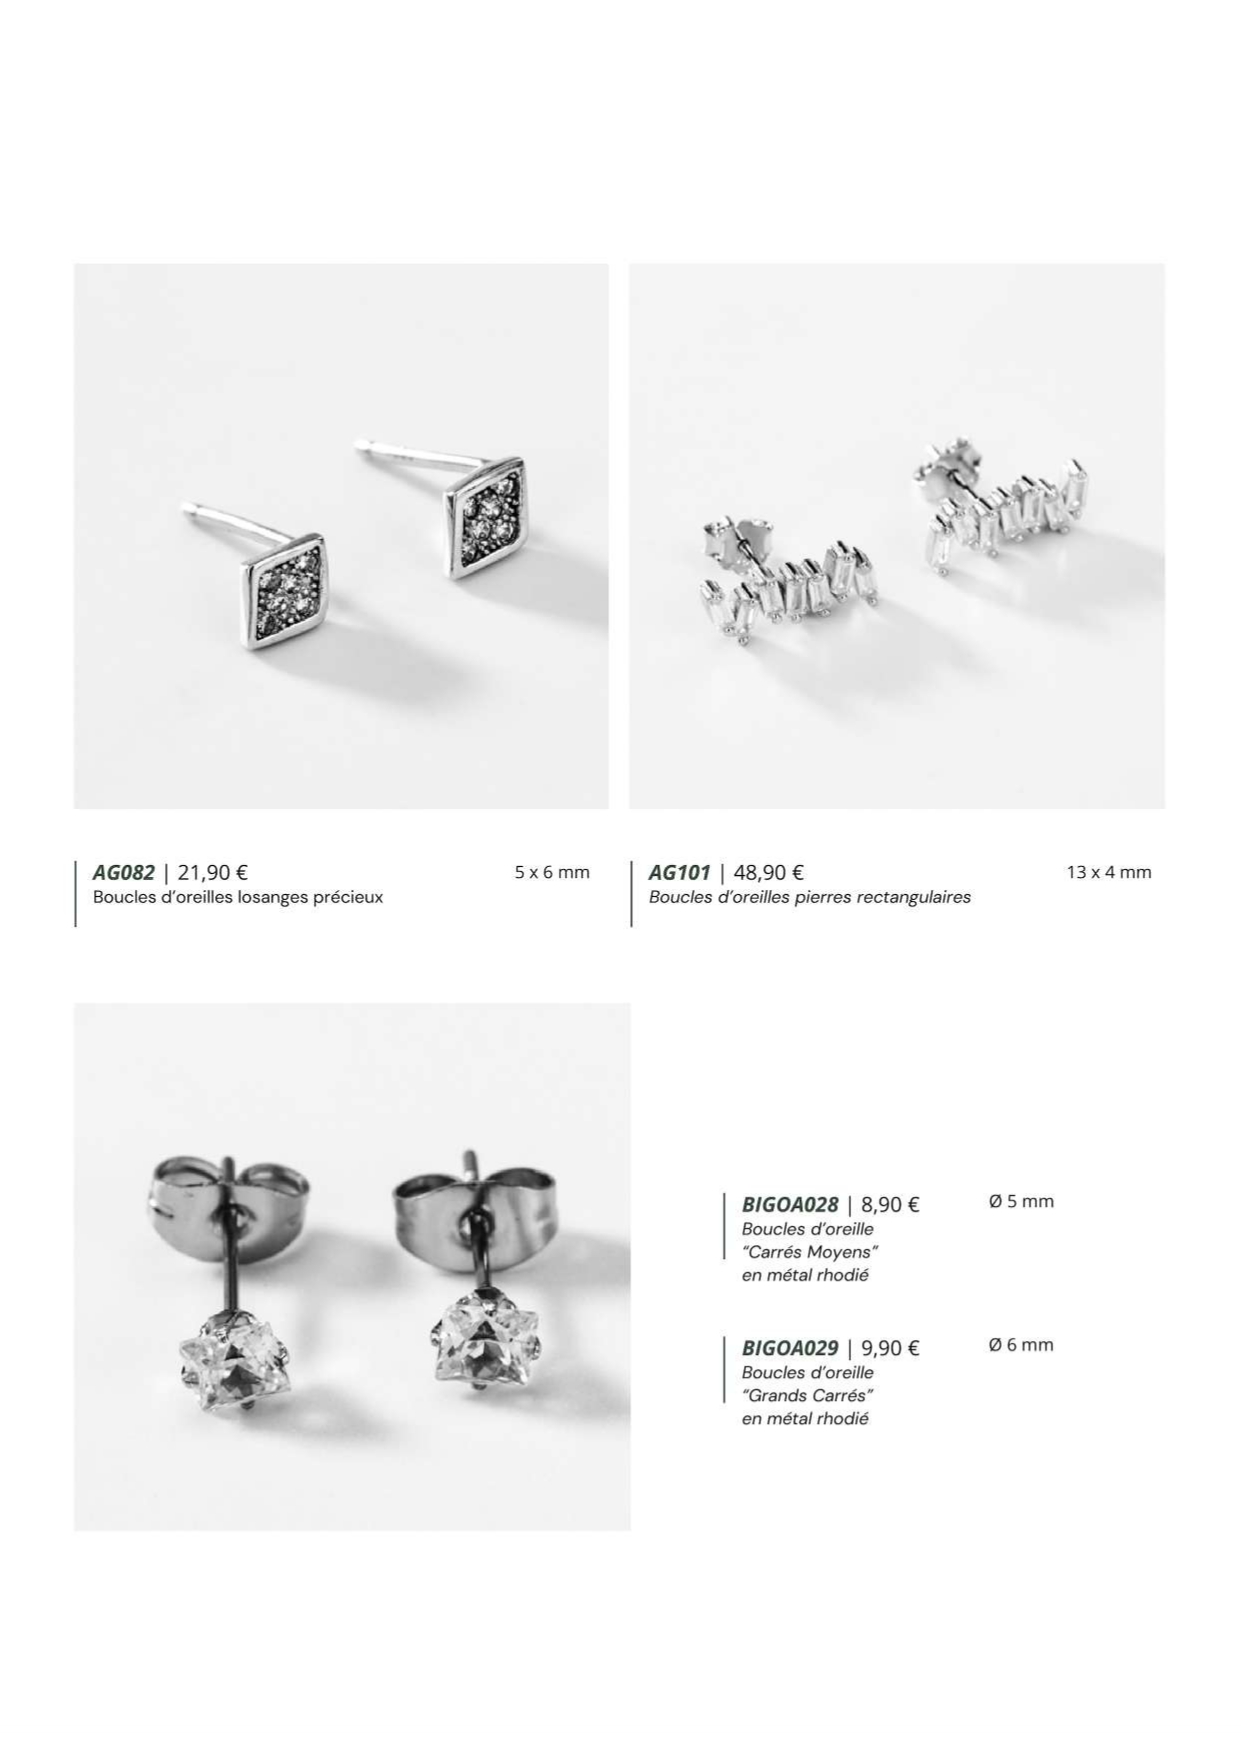 AG082 | 21,90 €
5 x 6 mm
Boucles d’oreilles losanges précieux
AG101 | 48,90 €
13 x 4 mm
Boucles d’oreilles pierres rectangulaires
BIGOA028 | 8,90 €
Ø 5 mm
Boucles d’oreille
“Carrés Moyens”
en métal rhodié
BIGOA029 | 9,90 €
Ø 6 mm
Boucles d’oreille
“Grands Carrés”
en métal rhodié